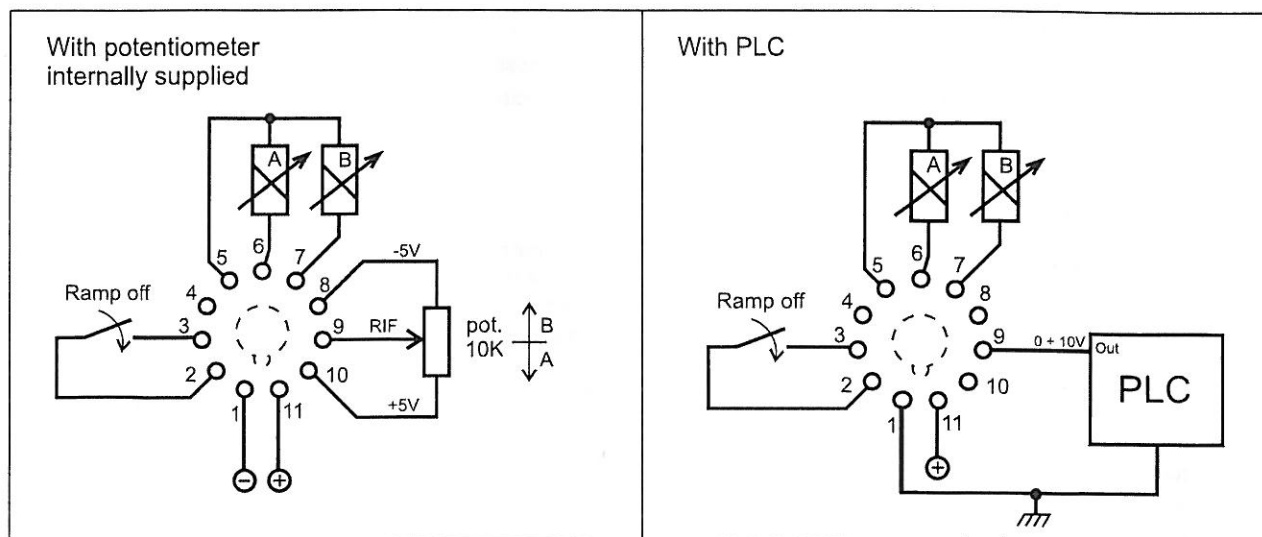 With potentiometer
internally supplied
A
B
5
6
7
8
-5V
Ramp off
4
3
2
1
11
10
9
RIF
pot.
10K
B
A
+5V
With PLC
A
B
5
6
7
8
Ramp off
4
3
2
1
11
10
9
0 + 10V
Out
PLC